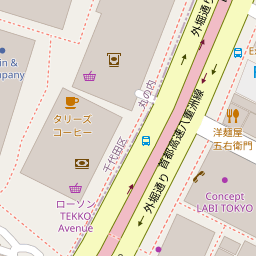 外堀通り
丸の内
in &
ompany
タリーズ
コーヒー
千代田区
首都高速八重洲線
外堀通り
洋麺屋
五右衛門
ローソン
TEKKO
Avenue
Concept
LABI TOKYO